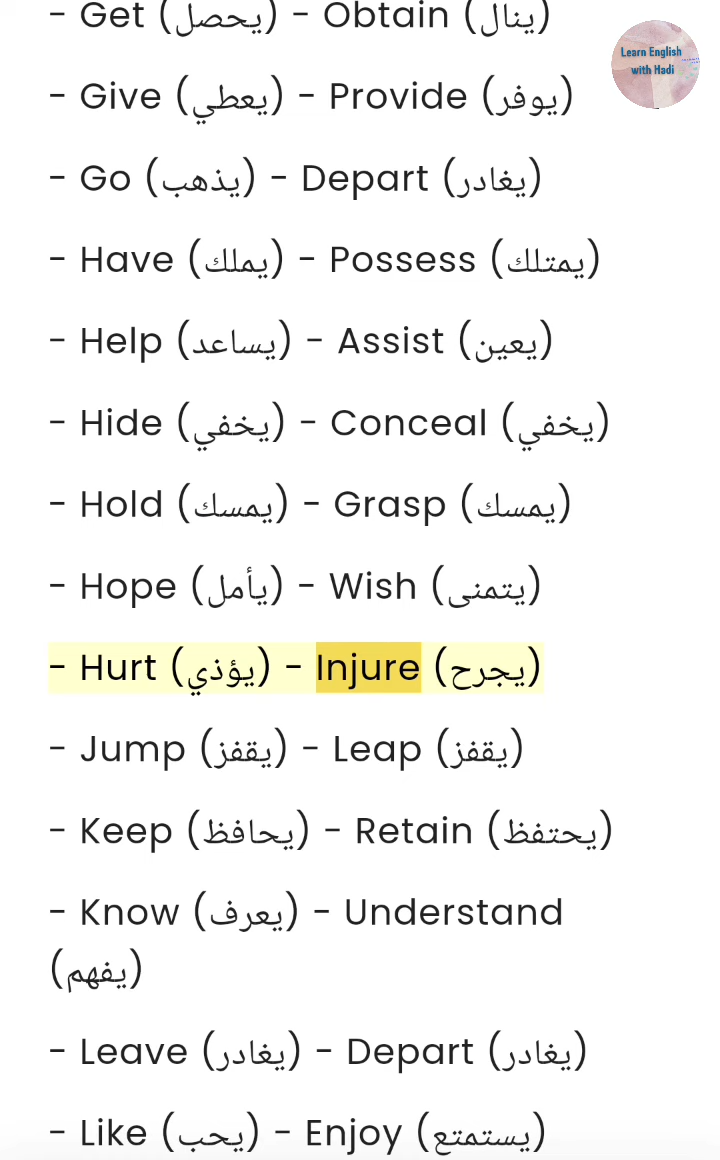 - Get (يحصل) - Obtain (ينال)
Learn English
with Hadi
- Give (يعطي) - Provide (يوفر)
- Go (يذهب) - Depart (يغادر)
- Have (يملك) - Possess (يمتلك)
- Help (يساعد) - Assist (يعين)
- Hide (يخفي) - Conceal (يخفي)
- Hold (يمسك) - Grasp (يمسك)
- Hope (يأمل) - Wish (يتمنى)
- Hurt (يؤذي) - Injure (يجرح)
- Jump (يقفز) - Leap (يقفز)
- Keep (يحافظ) - Retain (يحتفظ)
- Know (يعرف) - Understand
(يفهم)
- Leave (يغادر) - Depart (يغادر)
- Like (يحب) - Enjoy (يستمتع)